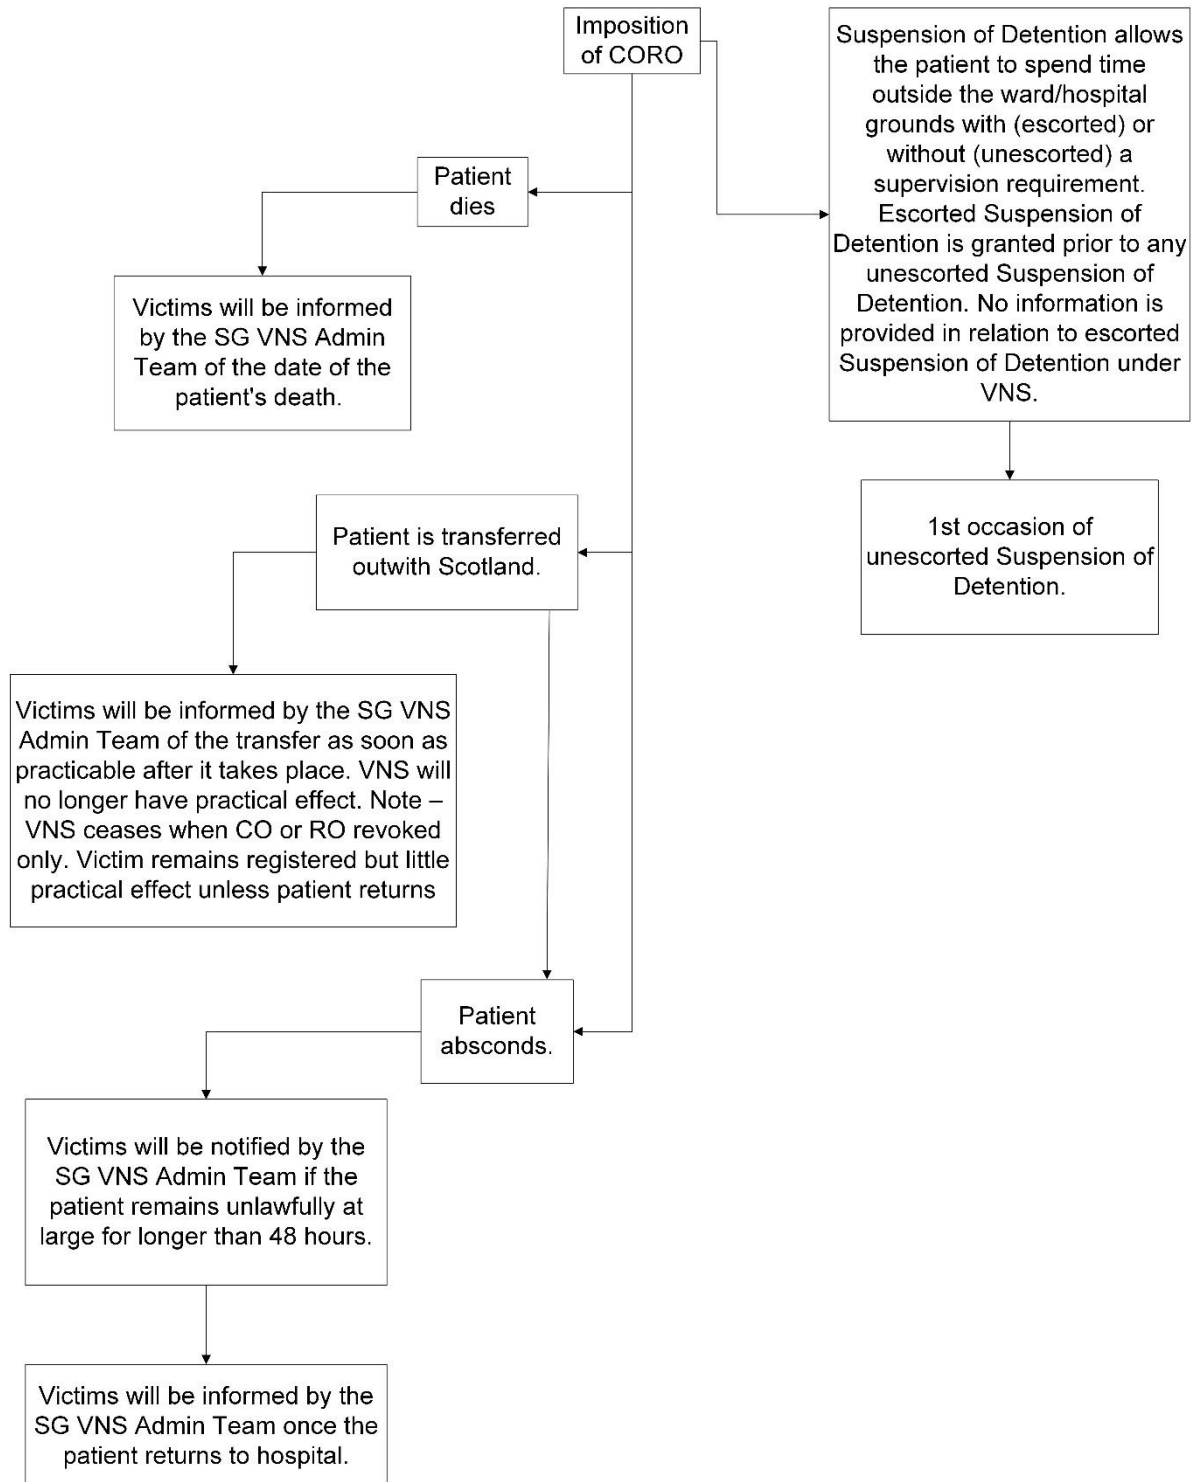 Imposition
of CORO
Suspension of Detention allows
the patient to spend time
outside the ward/hospital
grounds with (escorted) or
without (unescorted) a
supervision requirement.
Escorted Suspension of
Detention is granted prior to any
unescorted Suspension of
Detention. No information is
provided in relation to escorted
Suspension of Detention under
VNS.
Patient
dies
Victims will be informed
by the SG VNS Admin
Team of the date of the
patient's death.
1st occasion of
unescorted Suspension of
Detention.
Patient is transferred
outwith Scotland.
Victims will be informed by the SG VNS
Admin Team of the transfer as soon as
practicable after it takes place. VNS will
no longer have practical effect. Note –
VNS ceases when CO or RO revoked
only. Victim remains registered but little
practical effect unless patient returns
Patient
absconds.
Victims will be notified by the
SG VNS Admin Team if the
patient remains unlawfully at
large for longer than 48 hours.
Victims will be informed by the
SG VNS Admin Team once the
patient returns to hospital.